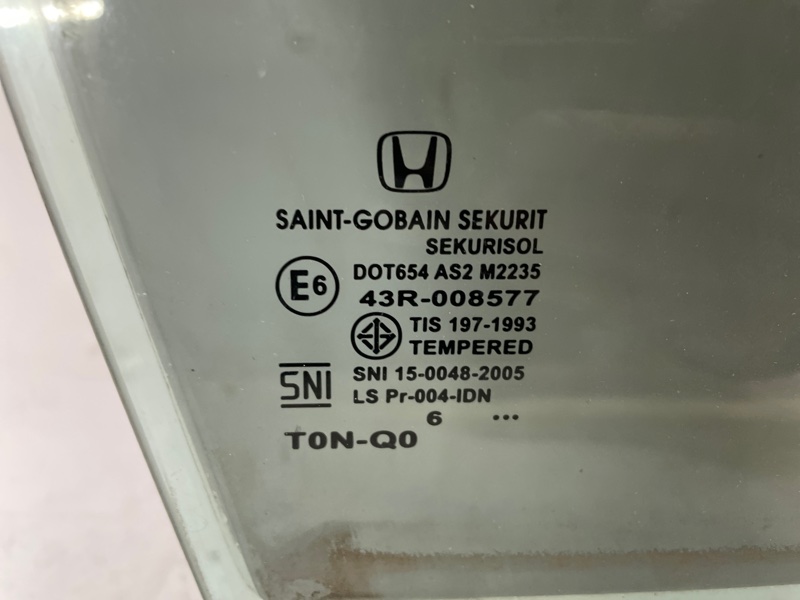 SAINT-GOBAIN SEKURIT
SEKURISOL
E6 DOT654 AS2 M2235
43R-008577
TIS 197-1993
TEMPERED
SNI SNI 15-0048-2005
LS Pr-004-IDN
6 ...
T0N-Q0